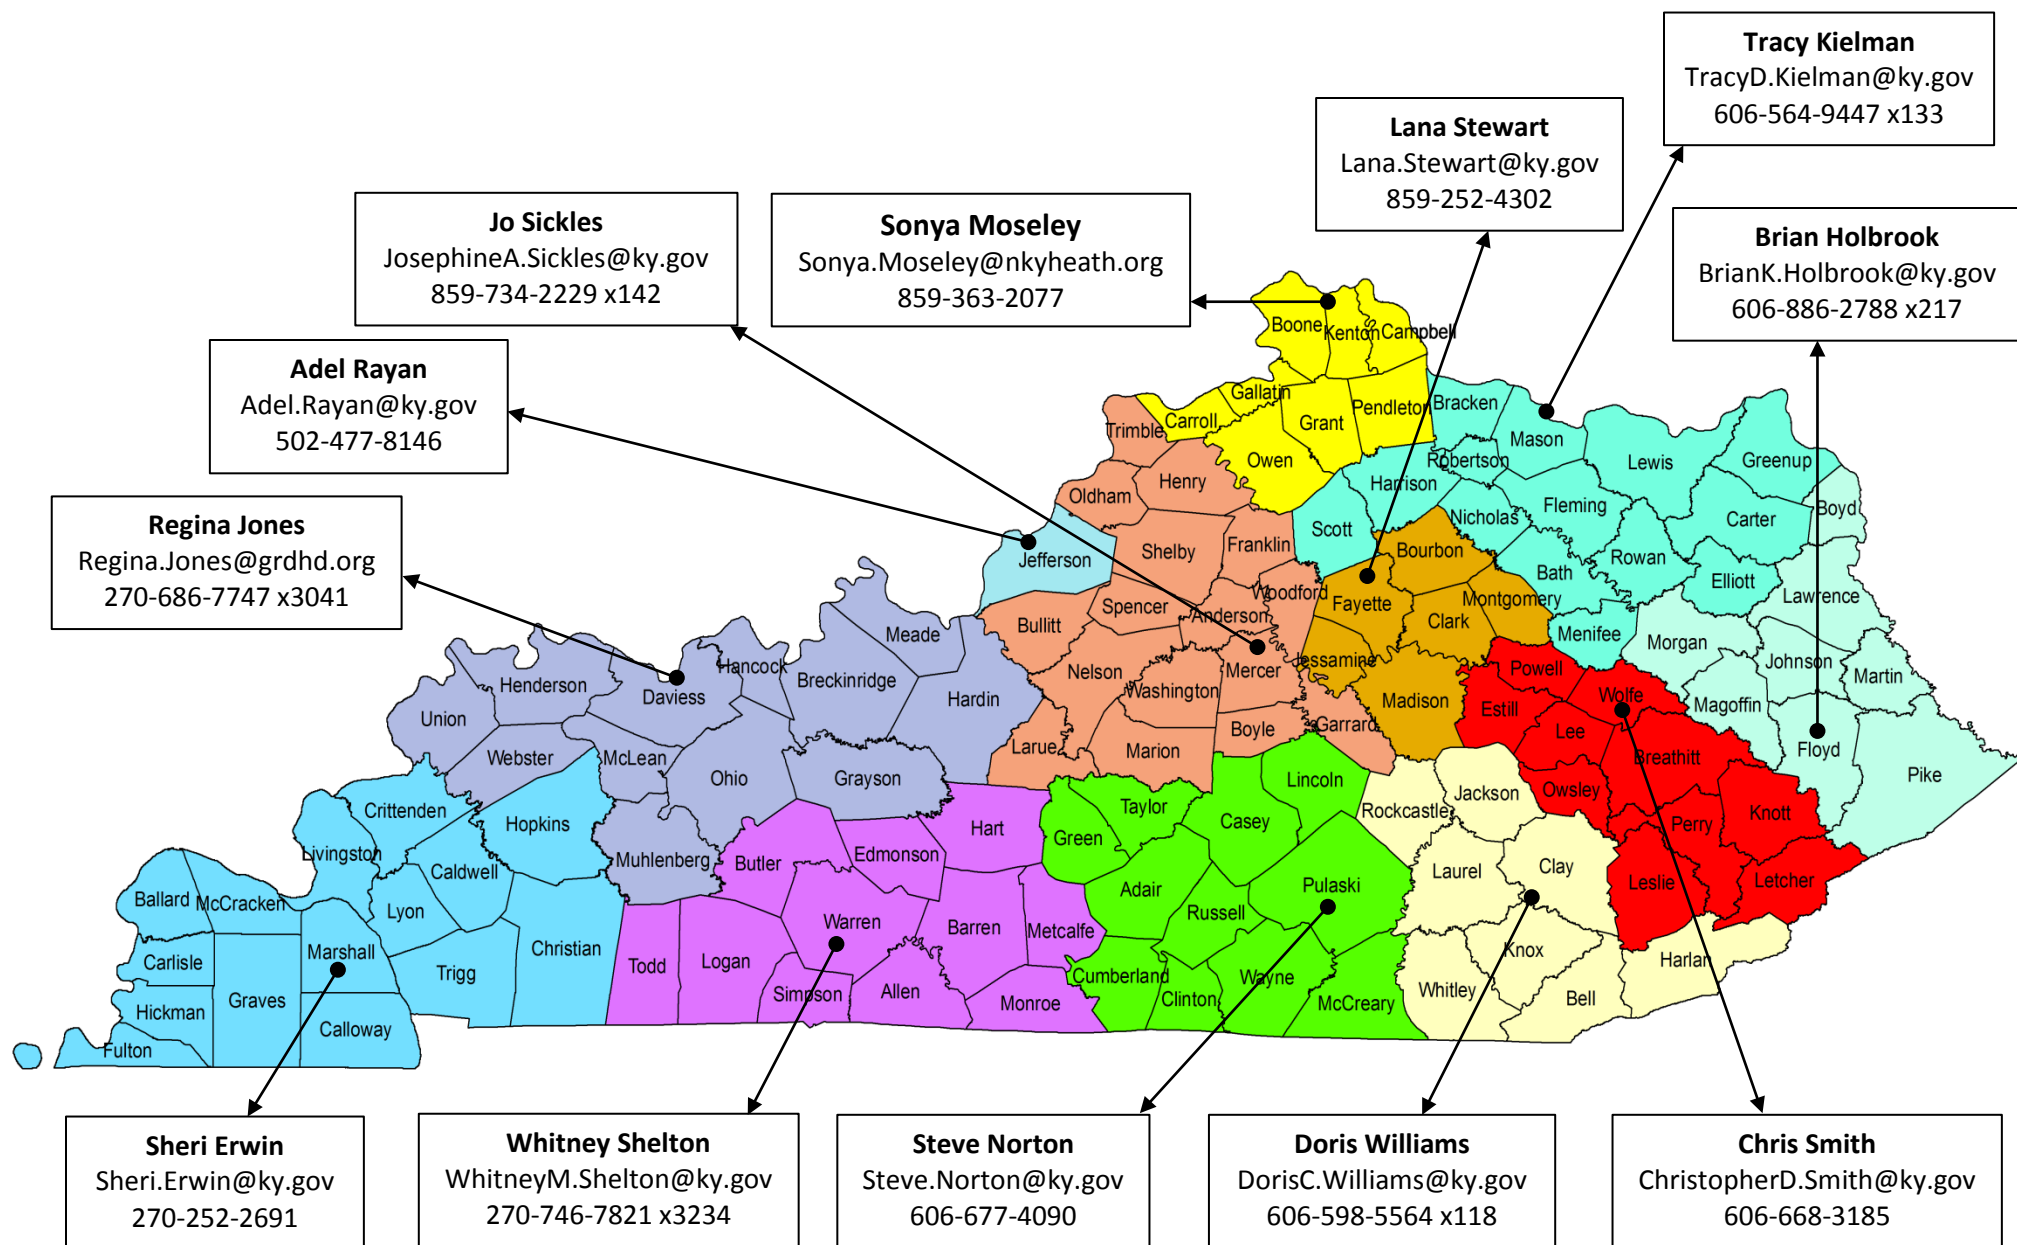 Tracy Kielman
TracyD.Kielman@ky.gov
606-564-9447 x133
Lana Stewart
Lana.Stewart@ky.gov
859-252-4302
Jo Sickles
JosephineA.Sickles@ky.gov
859-734-2229 x142
Sonya Moseley
Sonya.Moseley@nkyheath.org
859-363-2077
Brian Holbrook
BrianK.Holbrook@ky.gov
606-886-2788 x217
Adel Rayan
Adel.Rayan@ky.gov
502-477-8146
Regina Jones
Regina.Jones@grdhd.org
270-686-7747 x3041
Boone
Kenton
Campbell
Gallatin
Carroll
Grant
Pendleton
Owen
Bracken
Mason
Robertson
Lewis
Greenup
Harrison
Fleming
Nicholas
Scott
Carter
Rowan
Bath
Elliott
Menifee
Boyd
Lawrence
Morgan
Johnson
Martin
Magoffin
Floyd
Pike
Trimble
Henry
Oldham
Shelby
Franklin
Jefferson
Woodford
Spencer
Anderson
Bullitt
Nelson
Mercer
Washington
Boyle
Garrard
Larue
Marion
Bourbon
Fayette
Montgomery
Clark
Jessamine
Madison
Powell
Wolfe
Estill
Lee
Breathitt
Owsley
Perry
Knott
Leslie
Letcher
Meade
Hancock
Breckinridge
Henderson
Daviess
Union
Hardin
Webster
McLean
Ohio
Grayson
Muhlenberg
Crittenden
Hopkins
Livingston
Caldwell
Ballard
McCracken
Lyon
Marshall
Christian
Carlisle
Trigg
Graves
Hickman
Calloway
Fulton
Hart
Butler
Edmonson
Warren
Barren
Metcalfe
Todd
Logan
Simpson
Allen
Monroe
Lincoln
Taylor
Casey
Green
Adair
Pulaski
Russell
Cumberland
Wayne
Clinton
McCreary
Jackson
Rockcastle
Laurel
Clay
Knox
Harlan
Whitley
Bell
Sheri Erwin
Sheri.Erwin@ky.gov
270-252-2691
Whitney Shelton
WhitneyM.Shelton@ky.gov
270-746-7821 x3234
Steve Norton
Steve.Norton@ky.gov
606-677-4090
Doris Williams
DorisC.Williams@ky.gov
606-598-5564 x118
Chris Smith
ChristopherD.Smith@ky.gov
606-668-3185